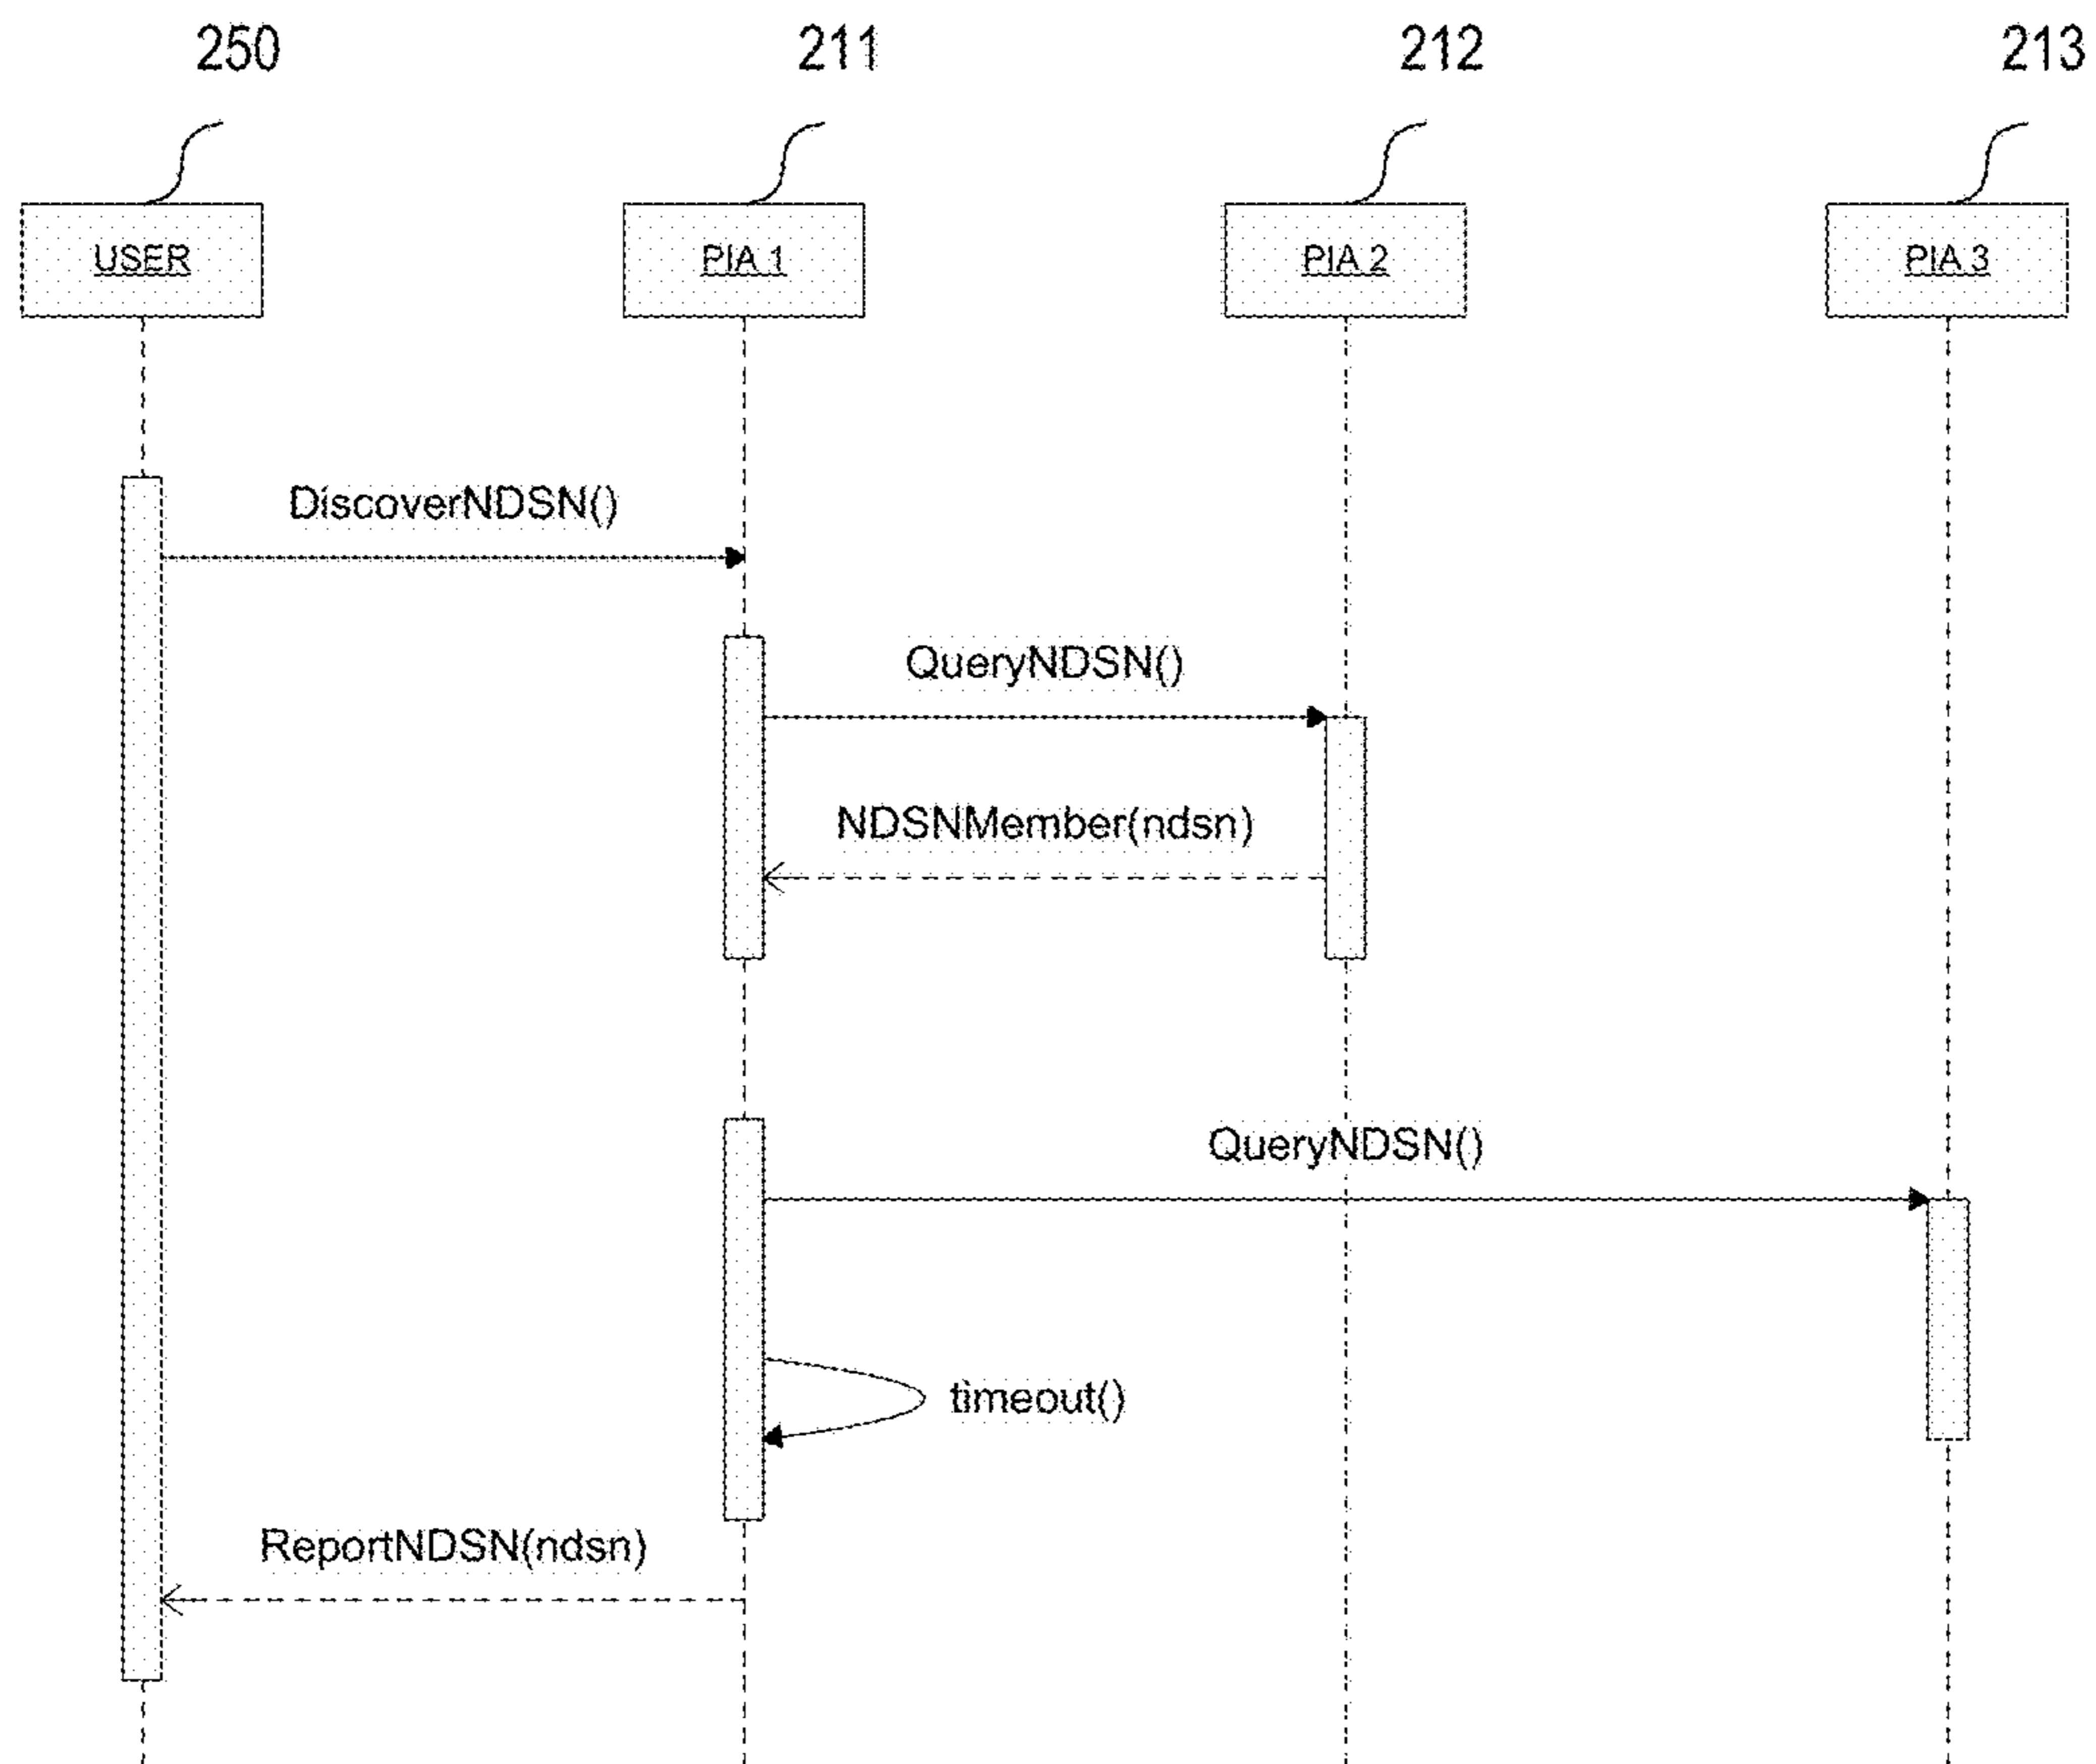 250
211
212
213
USER
PIA 1
PIA 2
PIA 3
DiscoverNDSN()
QueryNDSN()
NDSNMember(ndsn)
QueryNDSN()
timeout()
ReportNDSN(ndsn)